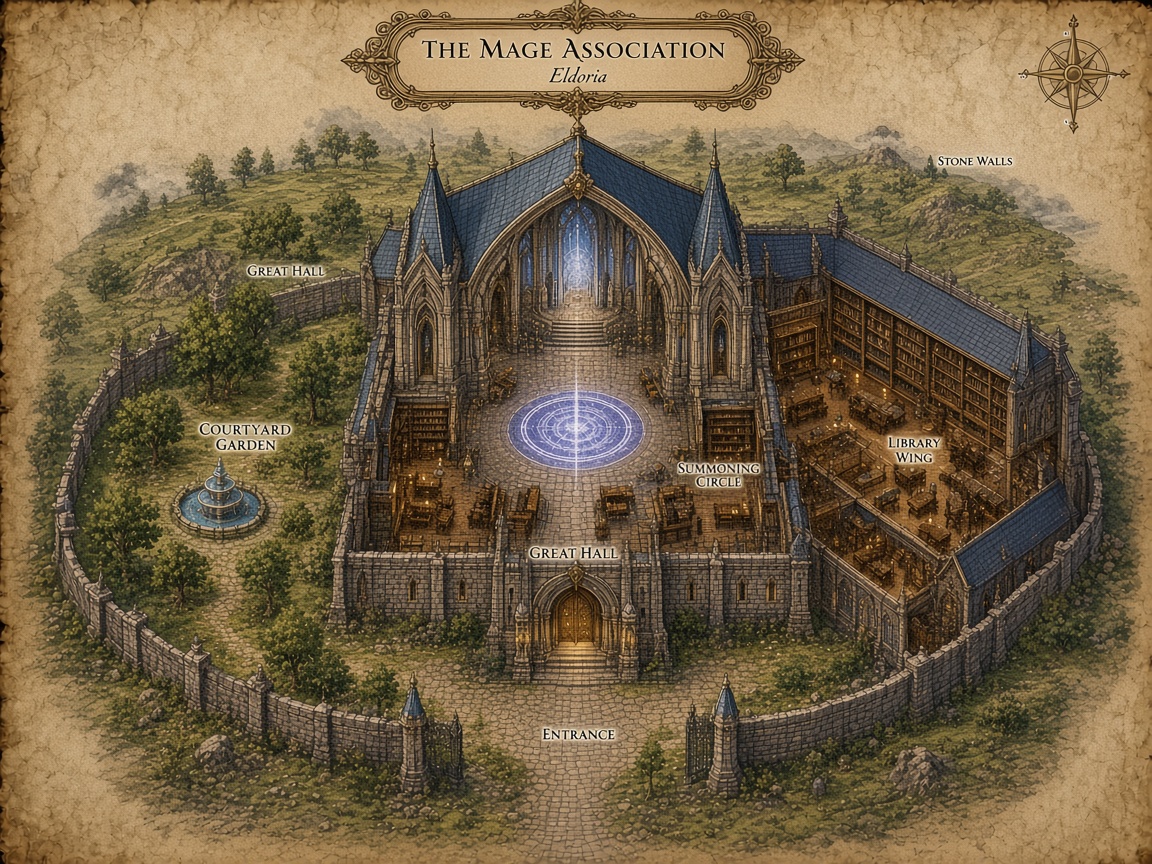 The Mage Association
Eldoria
Stone Walls
Great Hall
Courtyard
Garden
Library
Wing
Summoning
Circle
Great Hall
Entrance